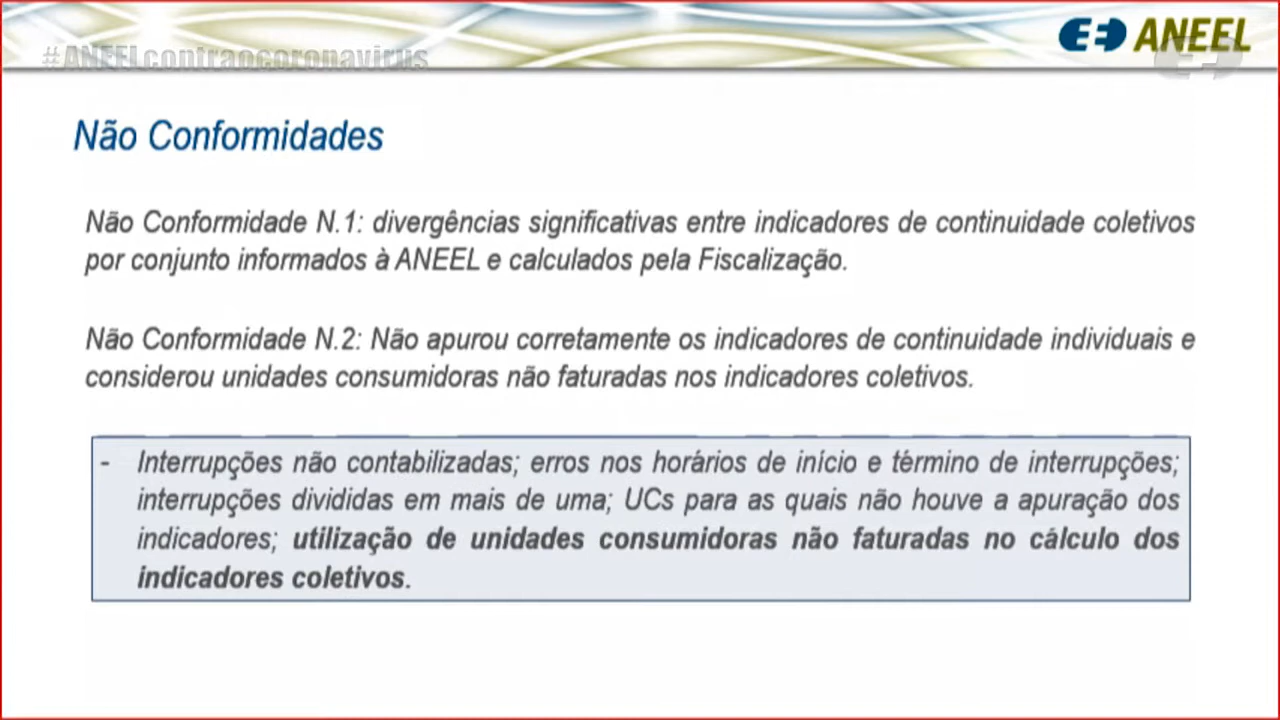 #ANEELcontraocoronavirus
ANEEL
Não Conformidades
Não Conformidade N.1: divergências significativas entre indicadores de continuidade coletivos
por conjunto informados à ANEEL e calculados pela Fiscalização.
Não Conformidade N.2: Não apurou corretamente os indicadores de continuidade individuais e
considerou unidades consumidoras não faturadas nos indicadores coletivos.
- Interrupções não contabilizadas; erros nos horários de início e término de interrupções;
interrupções divididas em mais de uma; UCs para as quais não houve a apuração dos
indicadores; utilização de unidades consumidoras não faturadas no cálculo dos
indicadores coletivos.